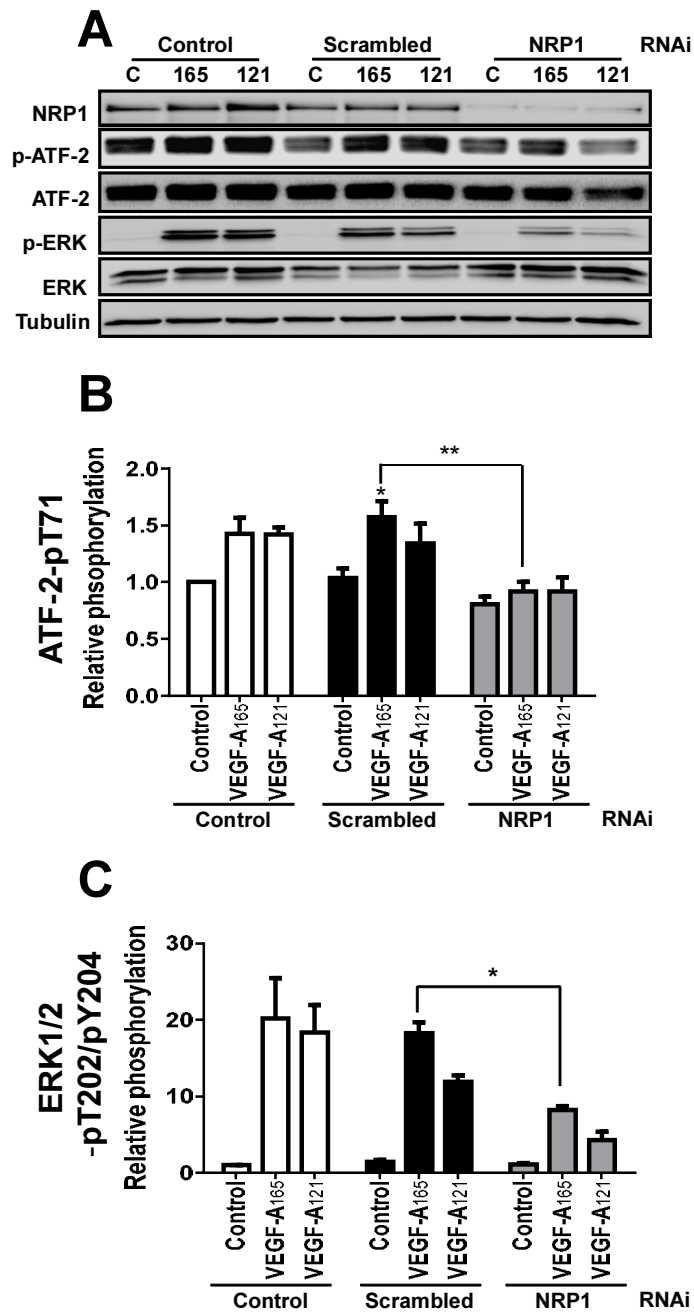 A
Control Scrambled NRP1 RNAi
C 165 121 C 165 121 C 165 121
NRP1
p-ATF-2
ATF-2
p-ERK
ERK
Tubulin
B
ATF-2-pT71
Relative phsophorylation
2.0
1.5
1.0
0.5
0.0
**
*
Control VEGF-A165 VEGF-A121 Control VEGF-A165 VEGF-A121 Control VEGF-A165 VEGF-A121
Control Scrambled NRP1 RNAi
C
ERK1/2
-pT202/pY204
Relative phosphorylation
30
20
10
0
*
Control VEGF-A165 VEGF-A121 Control VEGF-A165 VEGF-A121 Control VEGF-A165 VEGF-A121
Control Scrambled NRP1 RNAi